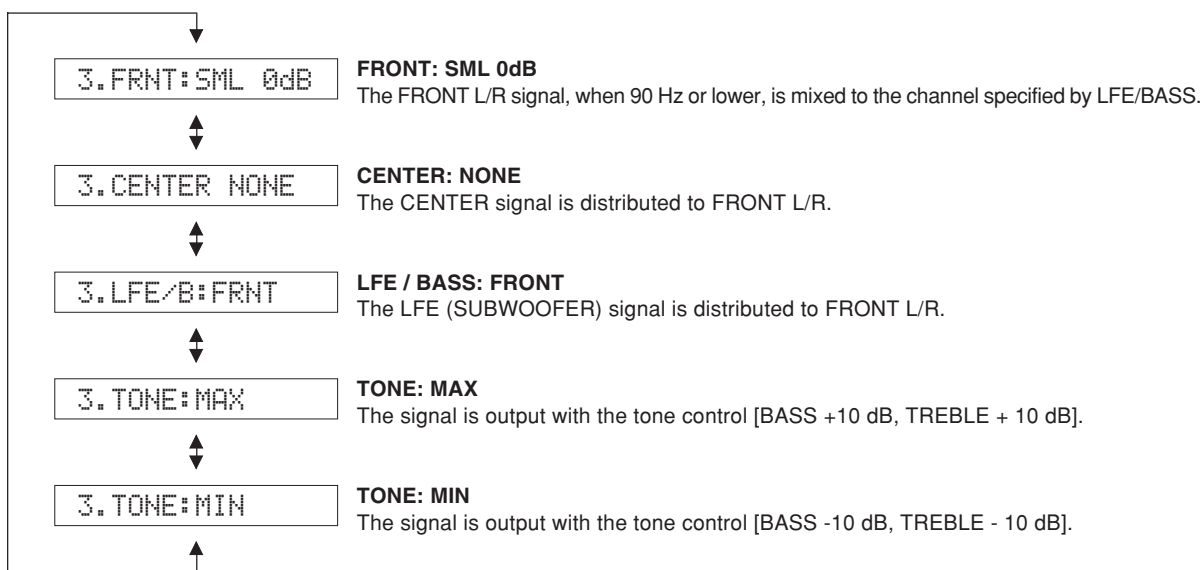 3.FRNT:SML 0dB
FRONT: SML 0dB
The FRONT L/R signal, when 90 Hz or lower, is mixed to the channel specified by LFE/BASS.
3.CENTER NONE
CENTER: NONE
The CENTER signal is distributed to FRONT L/R.
3.LFE/B:FRNT
LFE / BASS: FRONT
The LFE (SUBWOOFER) signal is distributed to FRONT L/R.
3.TONE:MAX
TONE: MAX
The signal is output with the tone control [BASS +10 dB, TREBLE + 10 dB].
3.TONE:MIN
TONE: MIN
The signal is output with the tone control [BASS -10 dB, TREBLE - 10 dB].